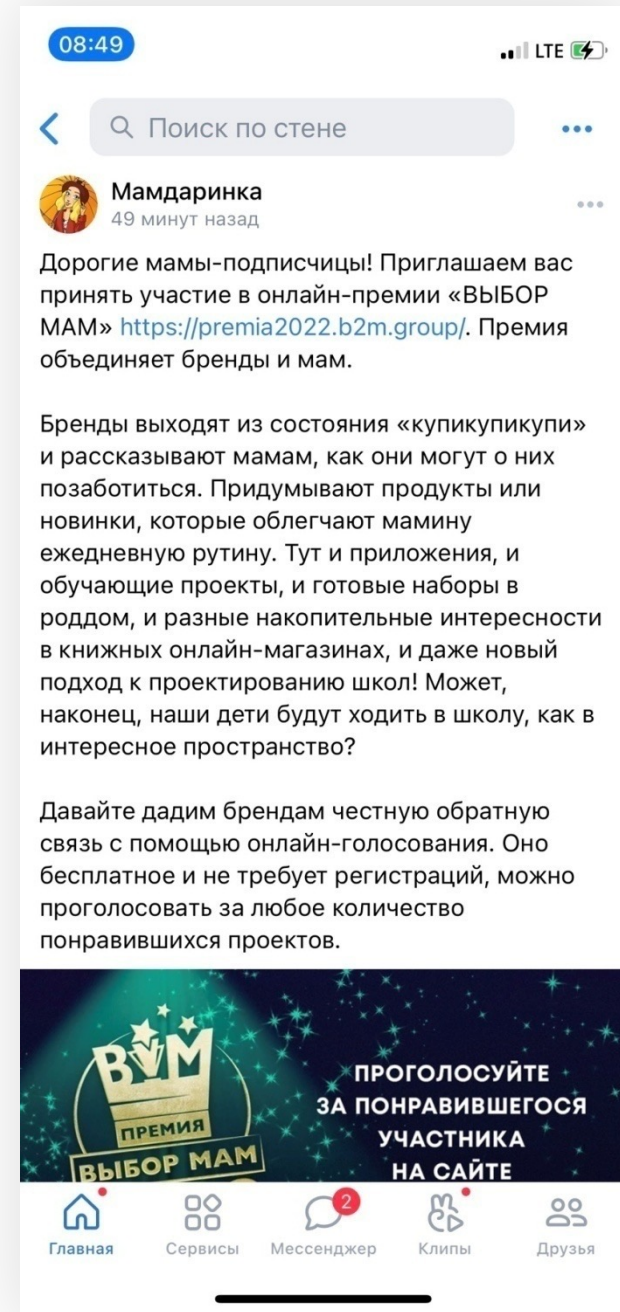 08:49
LTE
Поиск по стене
Мамдаринка
49 минут назад
Дорогие мамы-подписчицы! Приглашаем вас
принять участие в онлайн-премии «ВЫБОР
МАМ» https://premia2022.b2m.group/. Премия
объединяет бренды и мам.
Бренды выходят из состояния «купикупикупи»
и рассказывают мамам, как они могут о них
позаботиться. Придумывают продукты или
новинки, которые облегчают мамину
ежедневную рутину. Тут и приложения, и
обучающие проекты, и готовые наборы в
роддом, и разные накопительные интересности
в книжных онлайн-магазинах, и даже новый
подход к проектированию школ! Может,
наконец, наши дети будут ходить в школу, как в
интересное пространство?
Давайте дадим брендам честную обратную
связь с помощью онлайн-голосования. Оно
бесплатное и не требует регистраций, можно
проголосовать за любое количество
понравившихся проектов.
ВМ
ПРЕМИЯ
ВЫБОР МАМ
ПРОГОЛОСУЙТЕ
ЗА ПОНРАВИВШЕГОСЯ
УЧАСТНИКА
НА САЙТЕ
2
Главная Сервисы Мессенджер Клипы Друзья